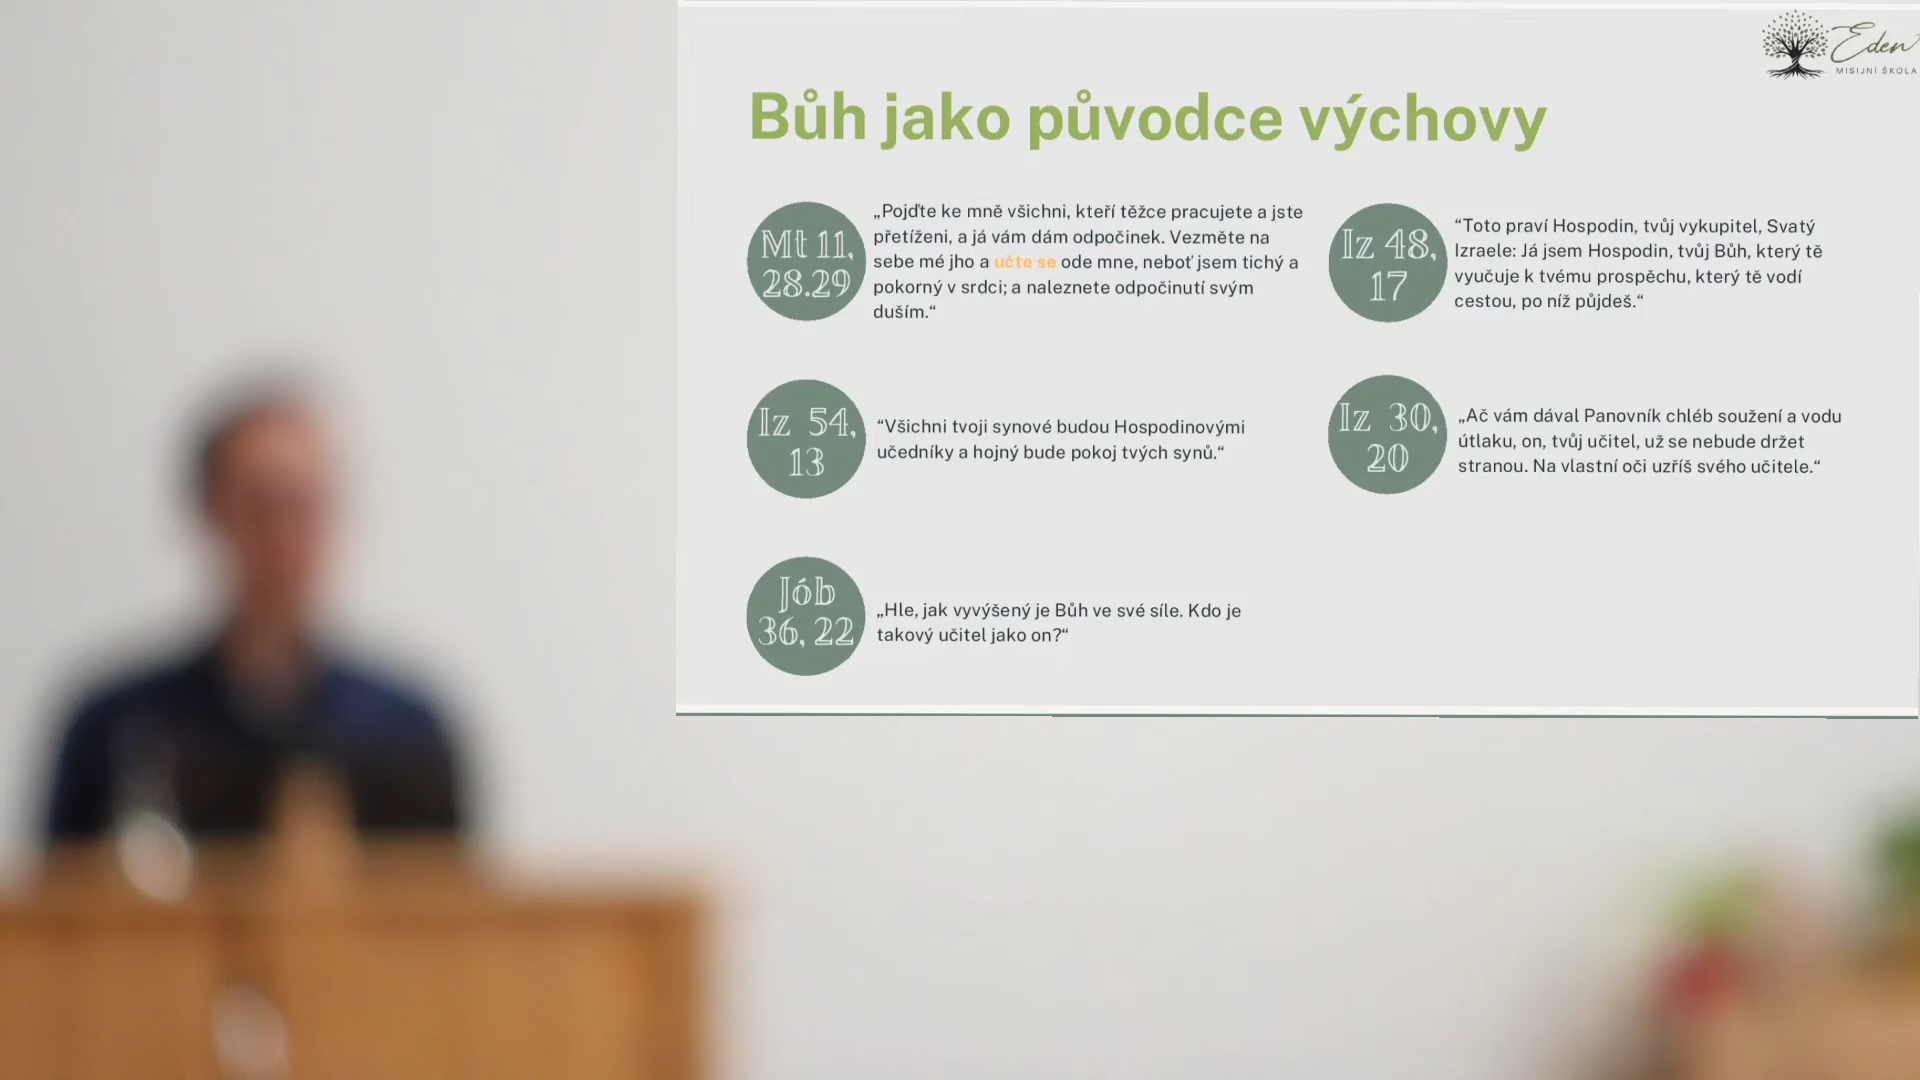 Eden
MISIJNÍ ŠKOLA
Bůh jako původce výchovy
Mt 11,
28.29
„Pojďte ke mně všichni, kteří těžce pracujete a jste
přetíženi, a já vám dám odpočinek. Vezměte na
sebe mé jho a učte se ode mne, neboť jsem tichý a
pokorný v srdci; a naleznete odpočinutí svým
duším.“
Iz 48,
17
“Toto praví Hospodin, tvůj vykupitel, Svatý
Izraele: Já jsem Hospodin, tvůj Bůh, který tě
vyučuje k tvému prospěchu, který tě vodí
cestou, po níž půjdeš.“
Iz 54,
13
“Všichni tvoji synové budou Hospodinovými
učedníky a hojný bude pokoj tvých synů.“
Iz 30,
20
„Ač vám dával Panovník chléb soužení a vodu
útlaku, on, tvůj učitel, už se nebude držet
stranou. Na vlastní oči uzříš svého učitele.“
Jób
36, 22
„Hle, jak vyvýšený je Bůh ve své síle. Kdo je
takový učitel jako on?“